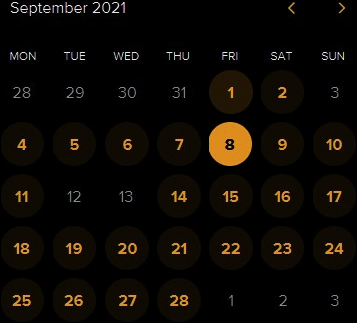 September 2021
MON TUE WED THU FRI SAT SUN
28 29 30 31 1 2 3
4 5 6 7 8 9 10
11 12 13 14 15 16 17
18 19 20 21 22 23 24
25 26 27 28 1 2 3